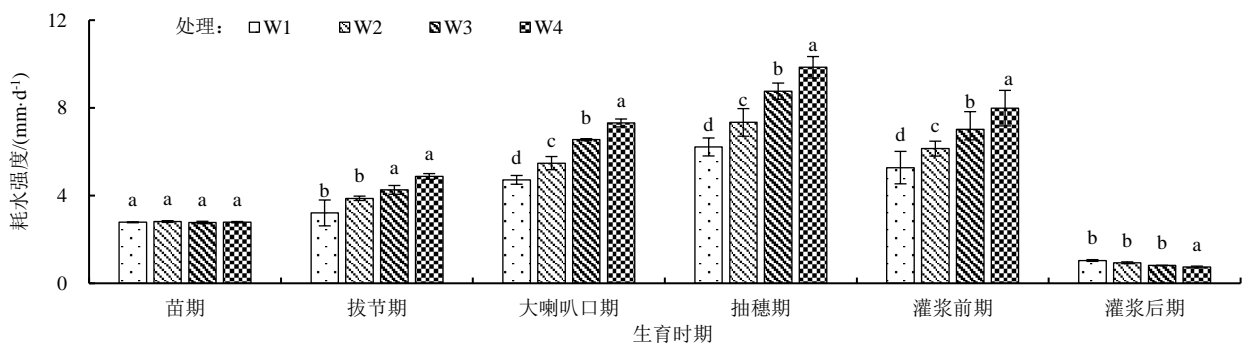 12
处理： W1 W2 W3 W4
8
4
0
耗水强度/(mm·d⁻¹)
a a a a
b b a a
d c b a
d c b a
d c b a
b b b a
苗期 拔节期 大喇叭口期 抽穗期 灌浆前期 灌浆后期
生育时期